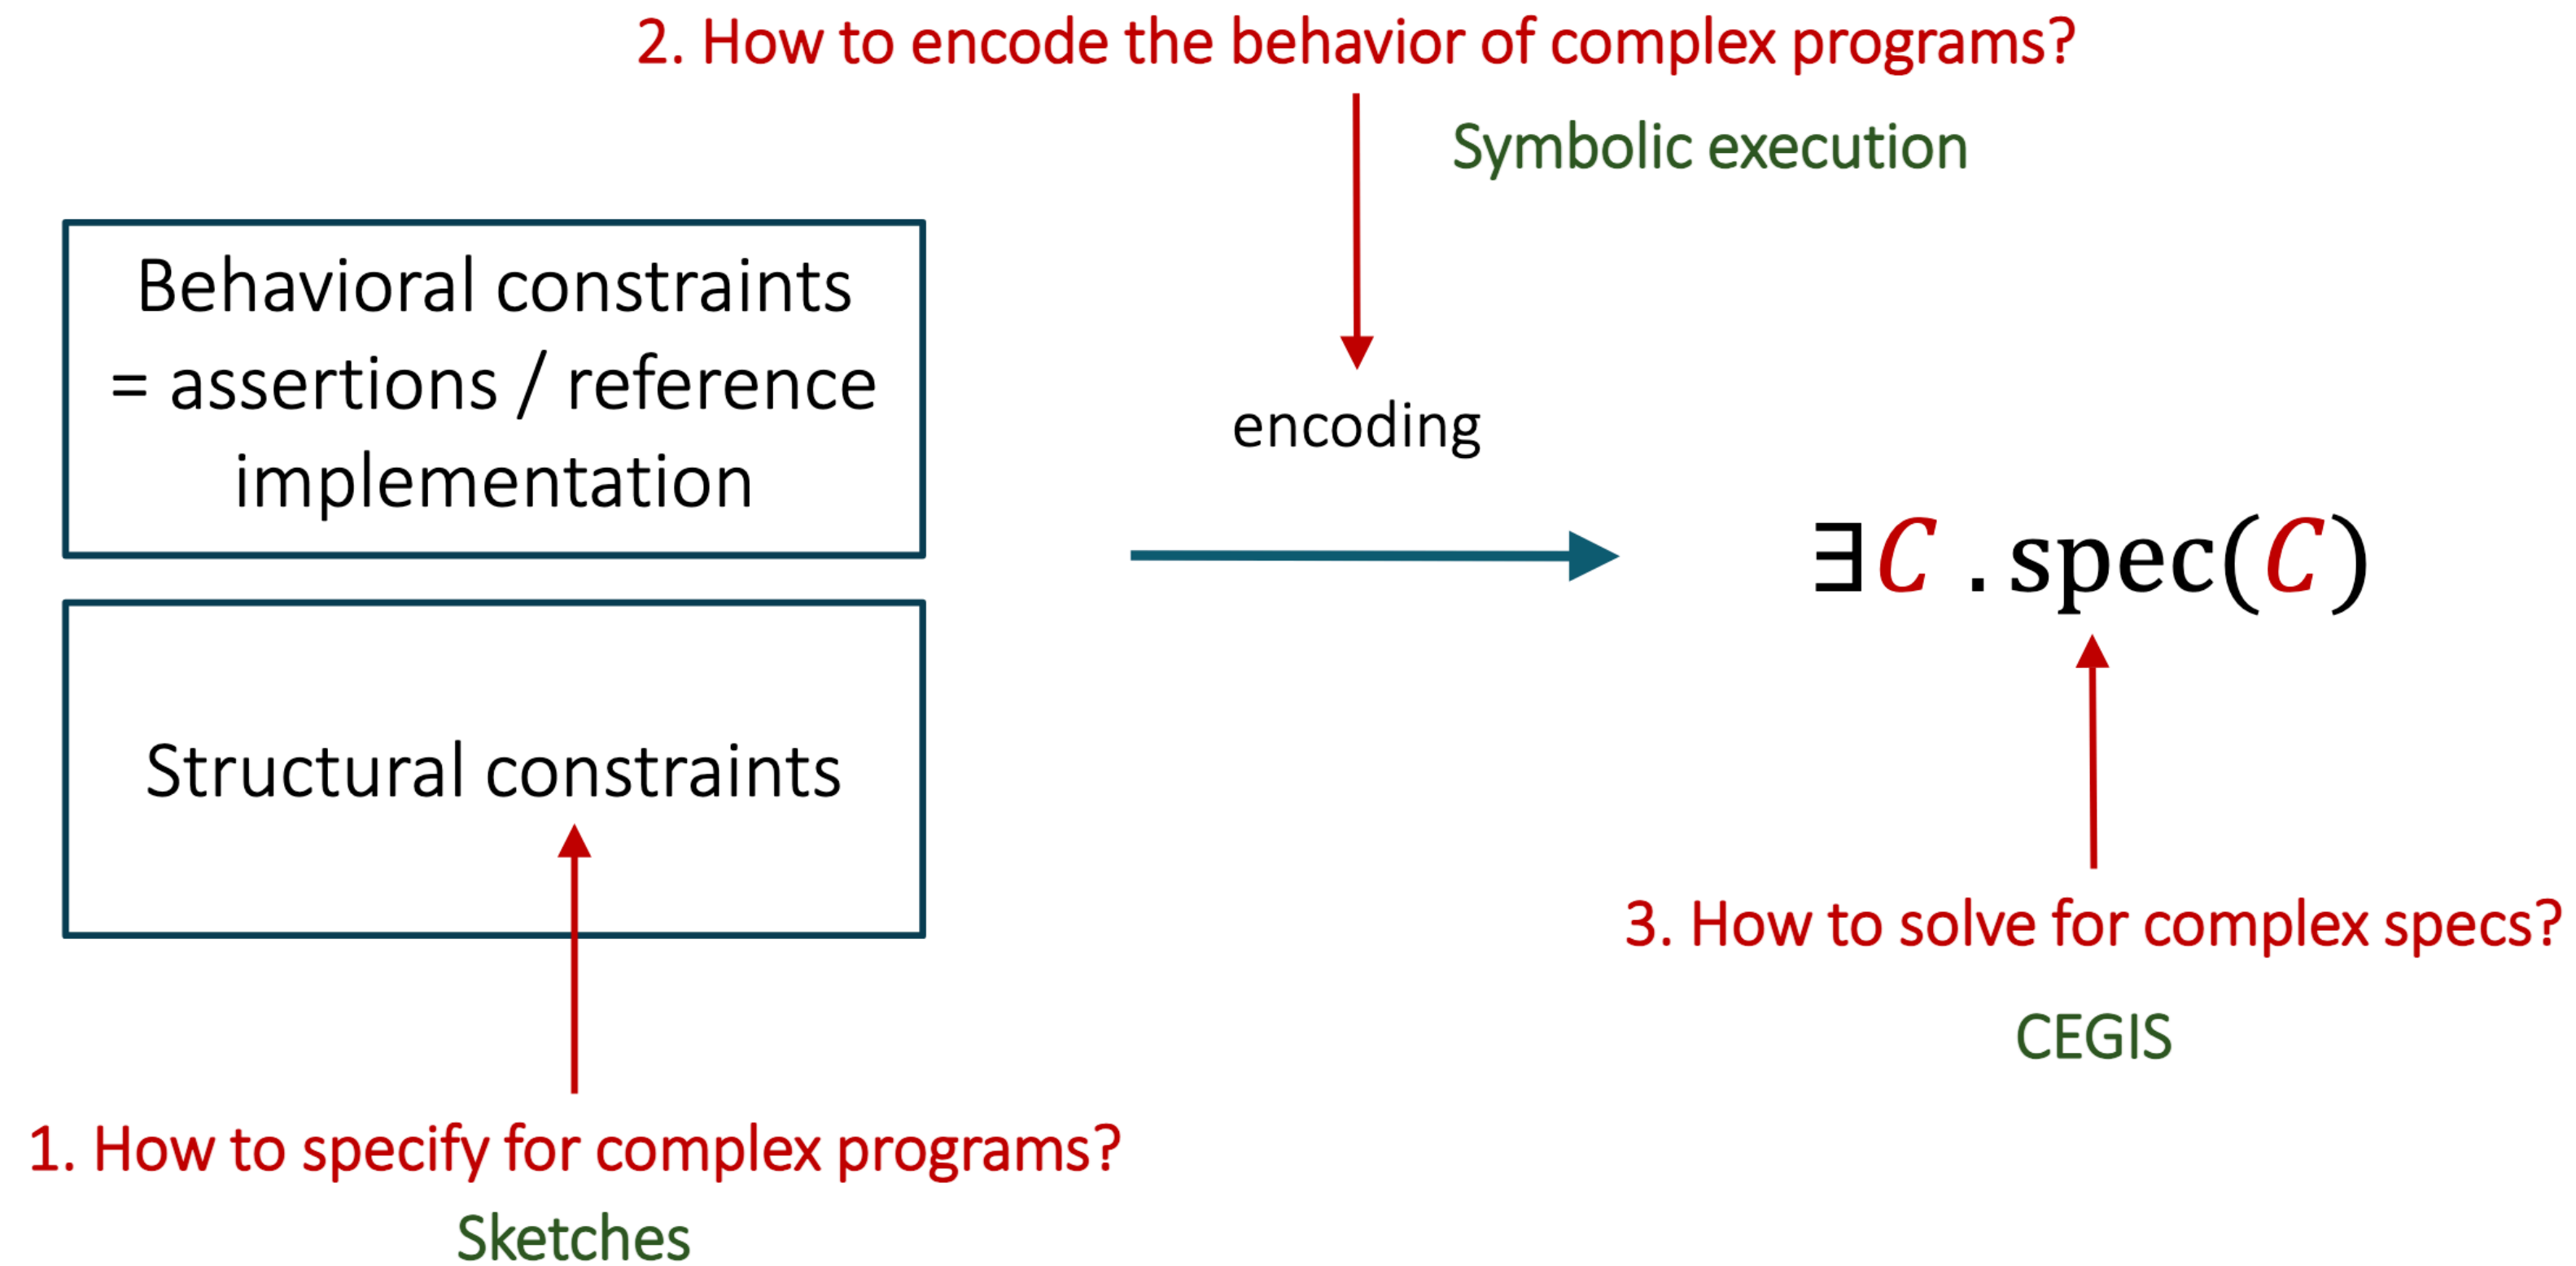 2. How to encode the behavior of complex programs?
Symbolic execution
Behavioral constraints
= assertions / reference
implementation
encoding
∃C .spec(C)
Structural constraints
3. How to solve for complex specs?
CEGIS
1. How to specify for complex programs?
Sketches